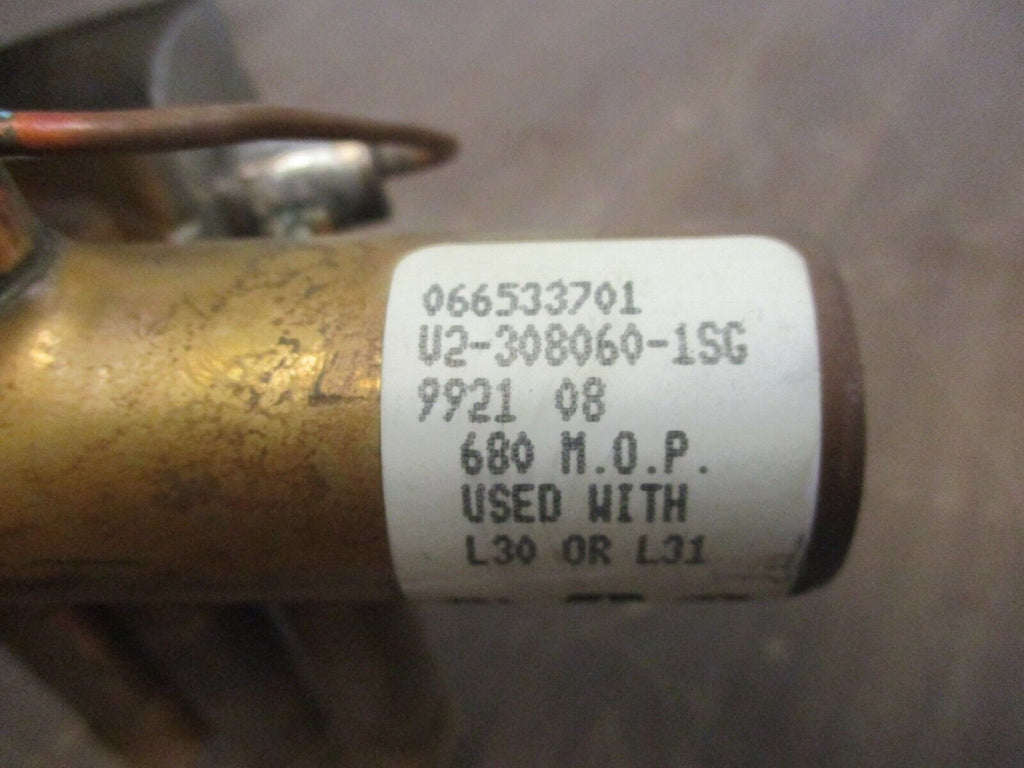 066533701
V2-308060-1SG
9921 08
680 M.O.P.
USED WITH
L30 OR L31